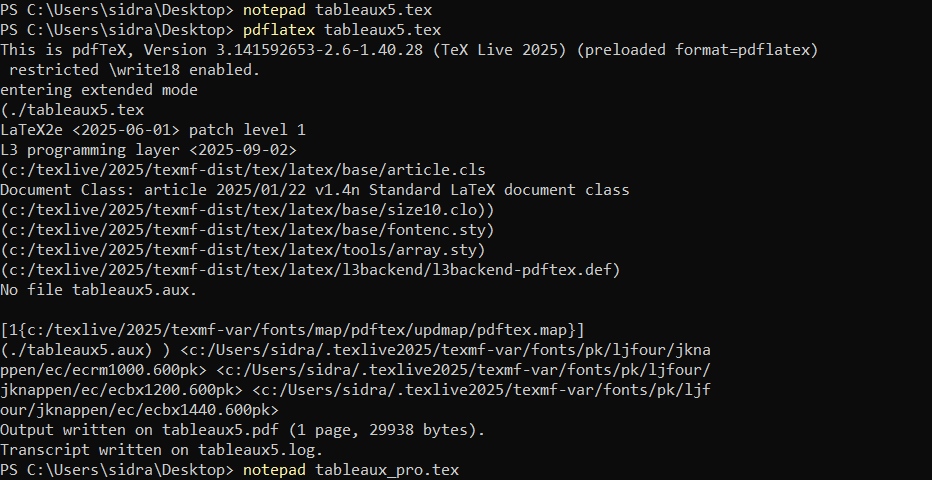 PS C:\Users\sidra\Desktop> notepad tableaux5.tex
PS C:\Users\sidra\Desktop> pdflatex tableaux5.tex
This is pdfTeX, Version 3.141592653-2.6-1.40.28 (TeX Live 2025) (preloaded format=pdflatex)
 restricted \write18 enabled.
entering extended mode
(./tableaux5.tex
LaTeX2e <2025-06-01> patch level 1
L3 programming layer <2025-09-02>
(c:/texlive/2025/texmf-dist/tex/latex/base/article.cls
Document Class: article 2025/01/22 v1.4n Standard LaTeX document class
(c:/texlive/2025/texmf-dist/tex/latex/base/size10.clo))
(c:/texlive/2025/texmf-dist/tex/latex/base/fontenc.sty)
(c:/texlive/2025/texmf-dist/tex/latex/tools/array.sty)
(c:/texlive/2025/texmf-dist/tex/latex/l3backend/l3backend-pdftex.def)
No file tableaux5.aux.

[1{c:/texlive/2025/texmf-var/fonts/map/pdftex/updmap/pdftex.map}]
(./tableaux5.aux) ) <c:/Users/sidra/.texlive2025/texmf-var/fonts/pk/ljfour/jkna
ppen/ec/ecrm1000.600pk> <c:/Users/sidra/.texlive2025/texmf-var/fonts/pk/ljfour/
jknappen/ec/ecbx1200.600pk> <c:/Users/sidra/.texlive2025/texmf-var/fonts/pk/ljf
our/jknappen/ec/ecbx1440.600pk>
Output written on tableaux5.pdf (1 page, 29938 bytes).
Transcript written on tableaux5.log.
PS C:\Users\sidra\Desktop> notepad tableaux_pro.tex